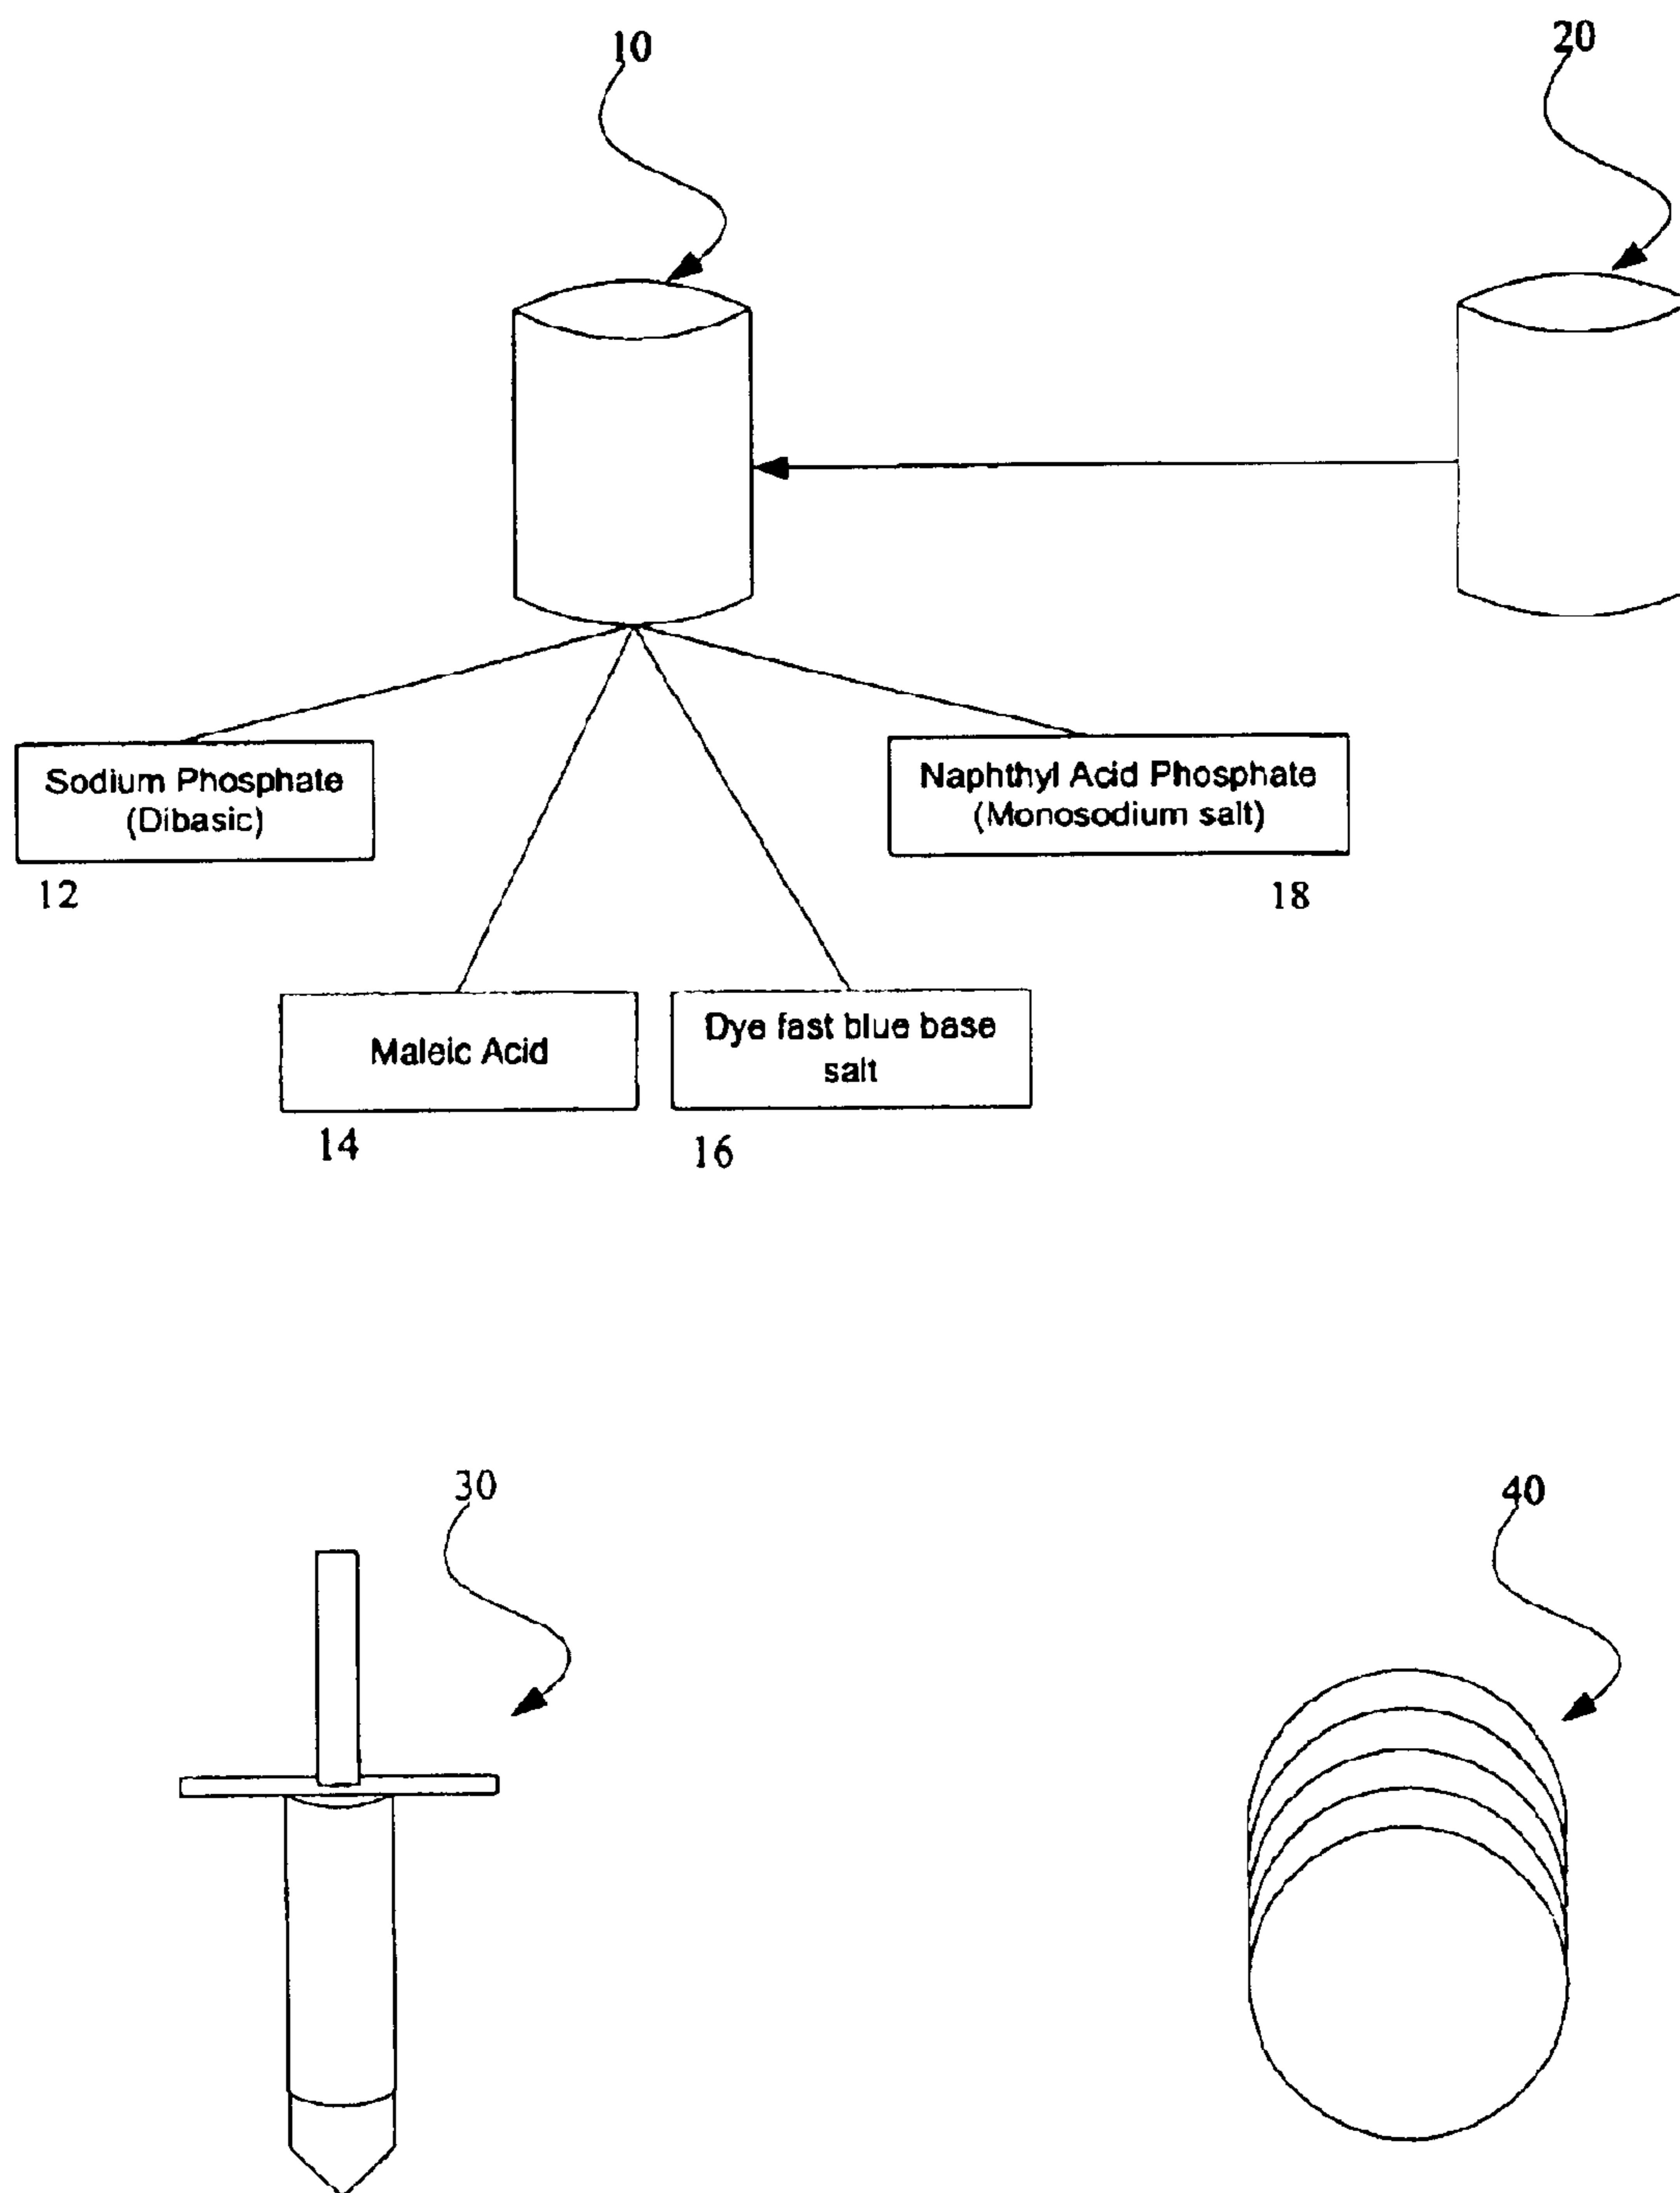 10
20
Sodium Phosphate
(Dibasic)
Naphthyl Acid Phosphate
(Monosodium salt)
12
18
Maleic Acid
Dye fast blue base
salt
14
16
30
40